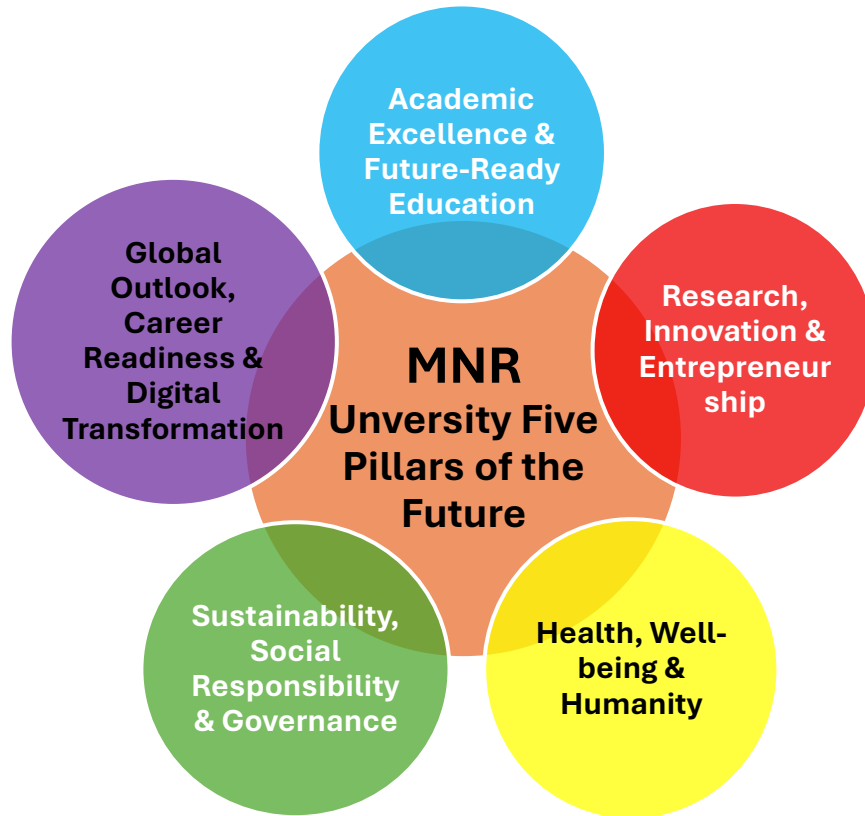 Academic
Excellence &
Future-Ready
Education
Research,
Innovation &
Entrepreneur
ship
Health, Well-
being &
Humanity
Sustainability,
Social
Responsibility
& Governance
Global
Outlook,
Career
Readiness &
Digital
Transformation
MNR
Unversity Five
Pillars of the
Future